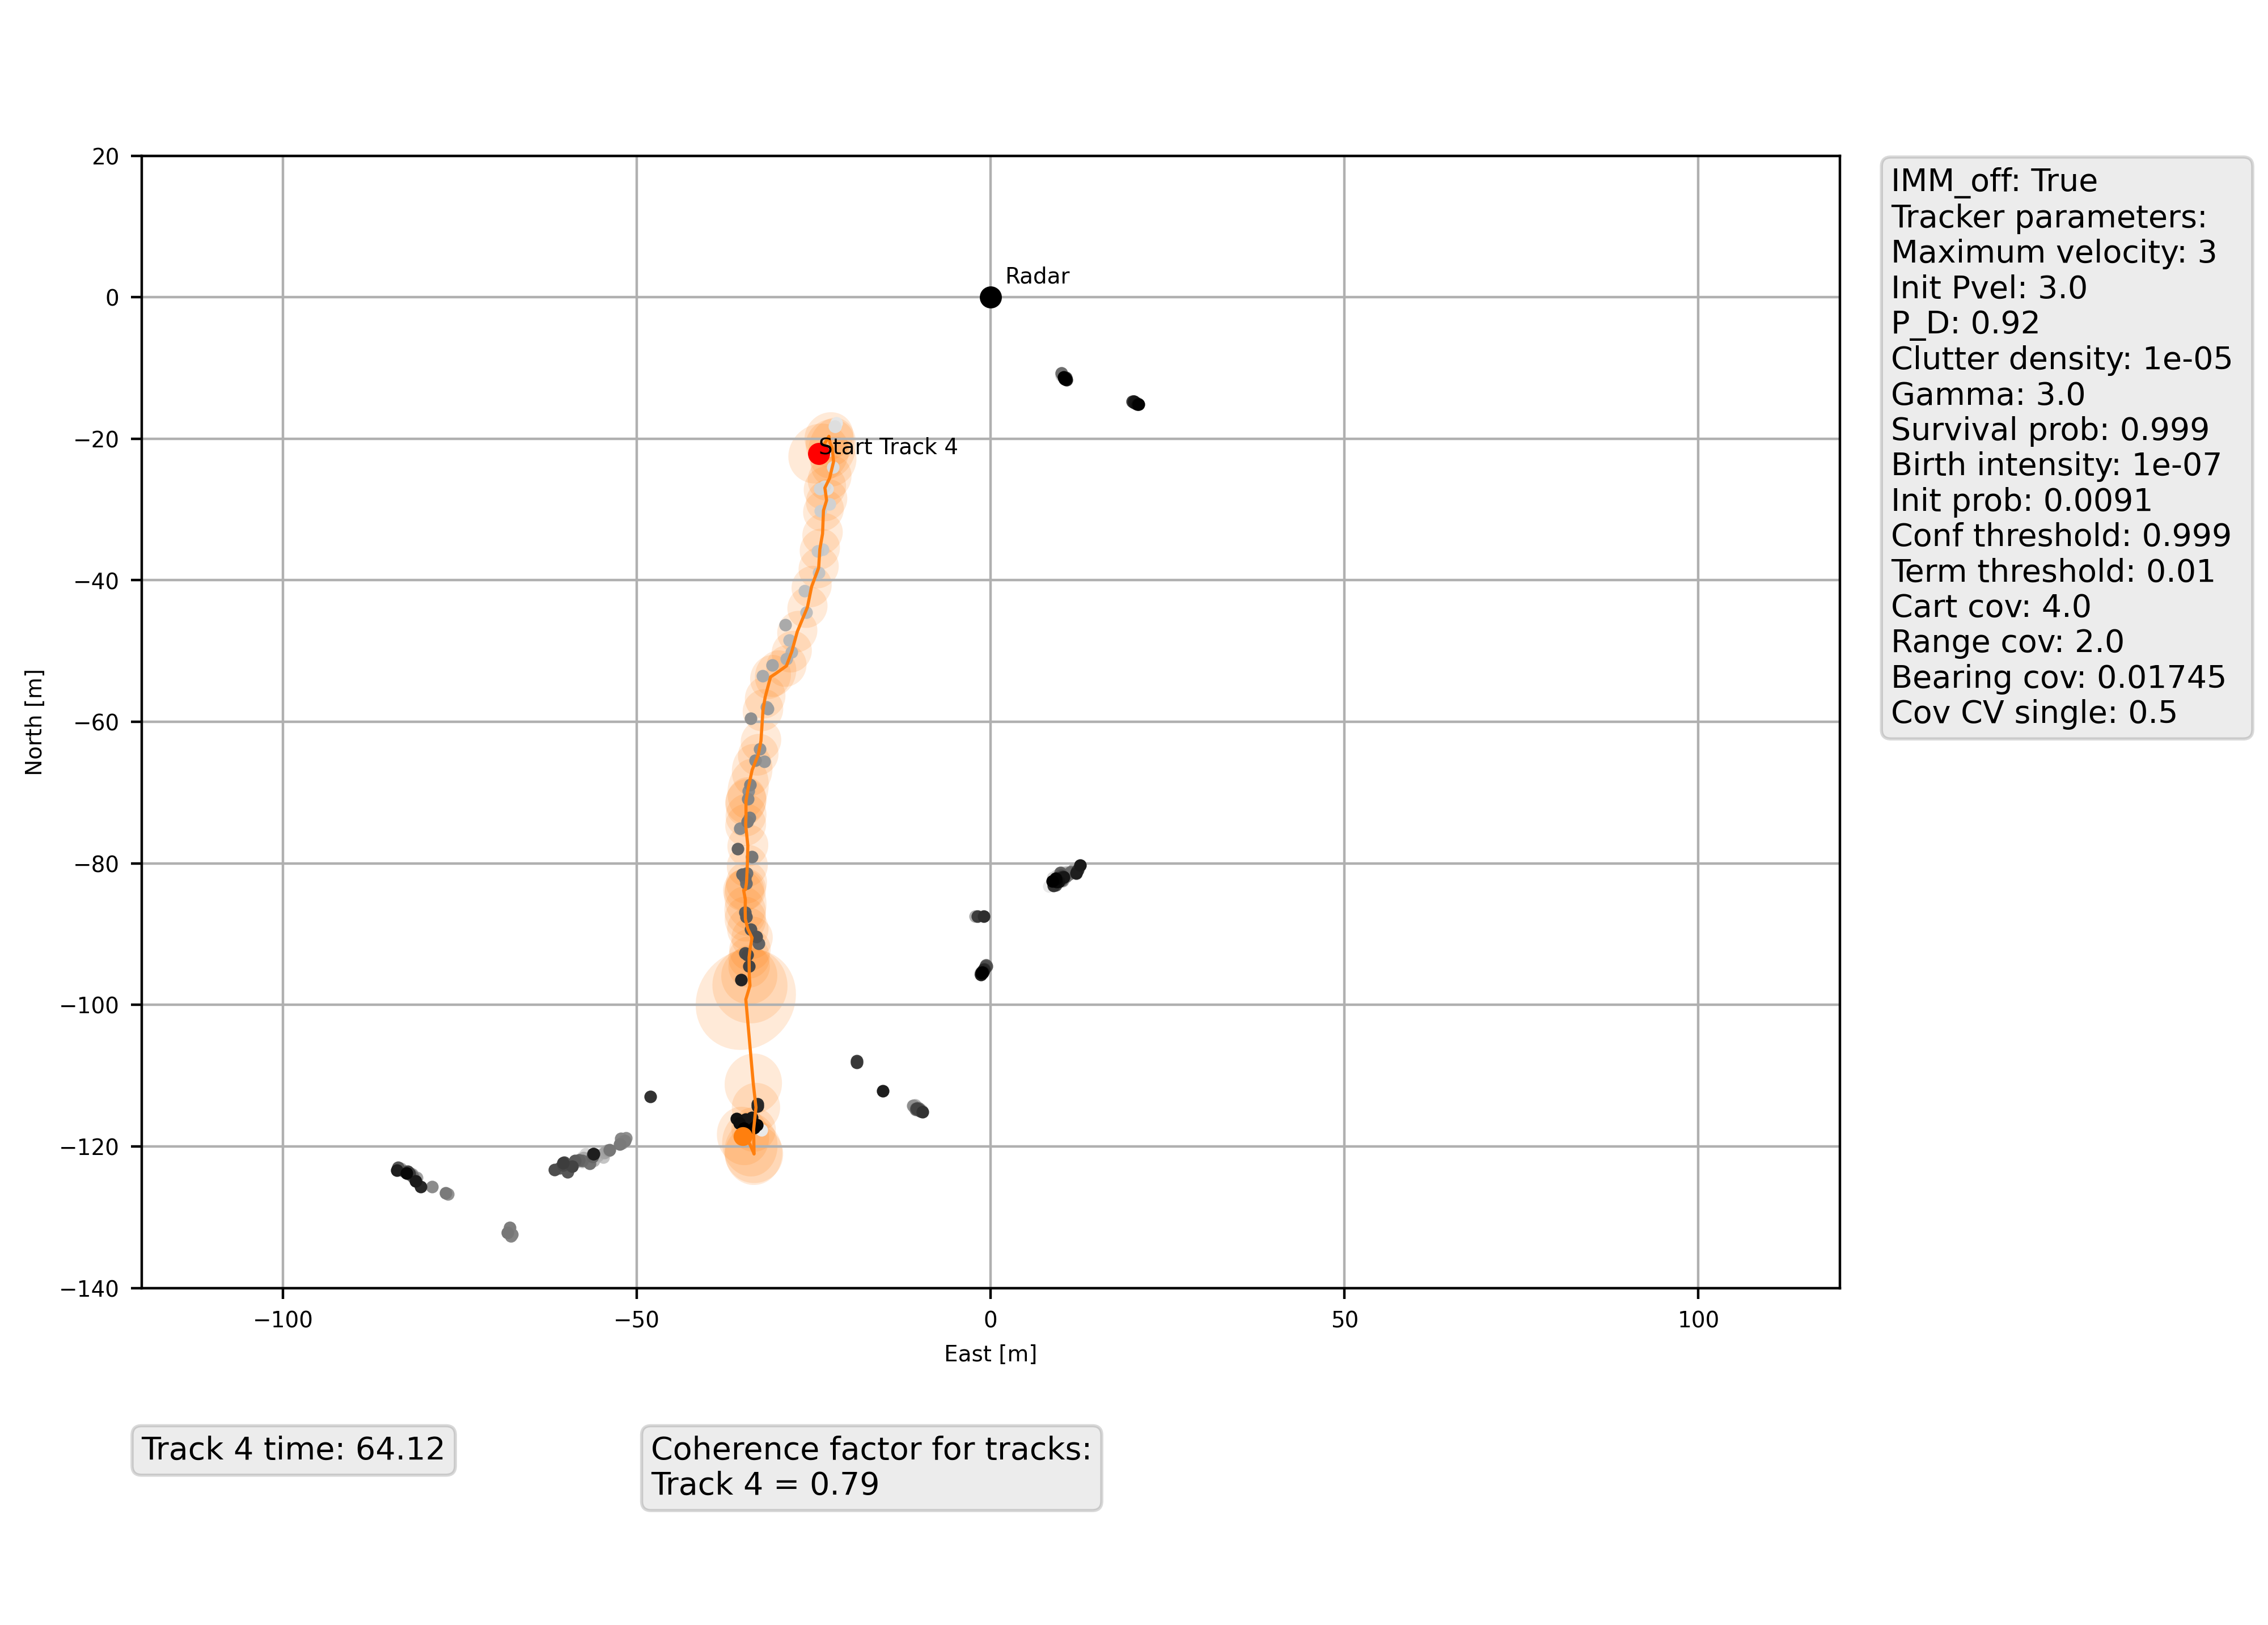 20
0
−20
−40
−60
−80
−100
−120
−140
North [m]
Radar
Start Track 4
−100
−50
0
50
100
East [m]
IMM_off: True
Tracker parameters:
Maximum velocity: 3
Init Pvel: 3.0
P_D: 0.92
Clutter density: 1e-05
Gamma: 3.0
Survival prob: 0.999
Birth intensity: 1e-07
Init prob: 0.0091
Conf threshold: 0.999
Term threshold: 0.01
Cart cov: 4.0
Range cov: 2.0
Bearing cov: 0.01745
Cov CV single: 0.5
Track 4 time: 64.12
Coherence factor for tracks:
Track 4 = 0.79